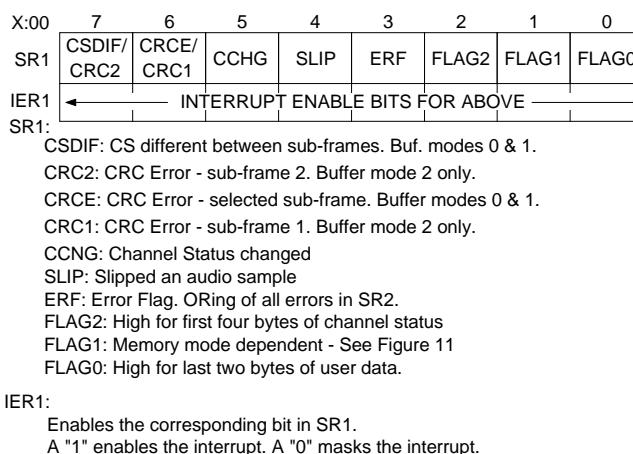 X:00 7 6 5 4 3 2 1 0
SR1 CSDIF/ CRC2 CRCE/ CRC1 CCHG SLIP ERF FLAG2 FLAG1 FLAG0
IER1 INTERRUPT ENABLE BITS FOR ABOVE
SR1:
CSDIF: CS different between sub-frames. Buf. modes 0 & 1.
CRC2: CRC Error - sub-frame 2. Buffer mode 2 only.
CRCE: CRC Error - selected sub-frame. Buffer modes 0 & 1.
CRC1: CRC Error - sub-frame 1. Buffer mode 2 only.
CCNG: Channel Status changed
SLIP: Slipped an audio sample
ERF: Error Flag. ORing of all errors in SR2.
FLAG2: High for first four bytes of channel status
FLAG1: Memory mode dependent - See Figure 11
FLAG0: High for last two bytes of user data.
IER1:
Enables the corresponding bit in SR1.
A "1" enables the interrupt. A "0" masks the interrupt.